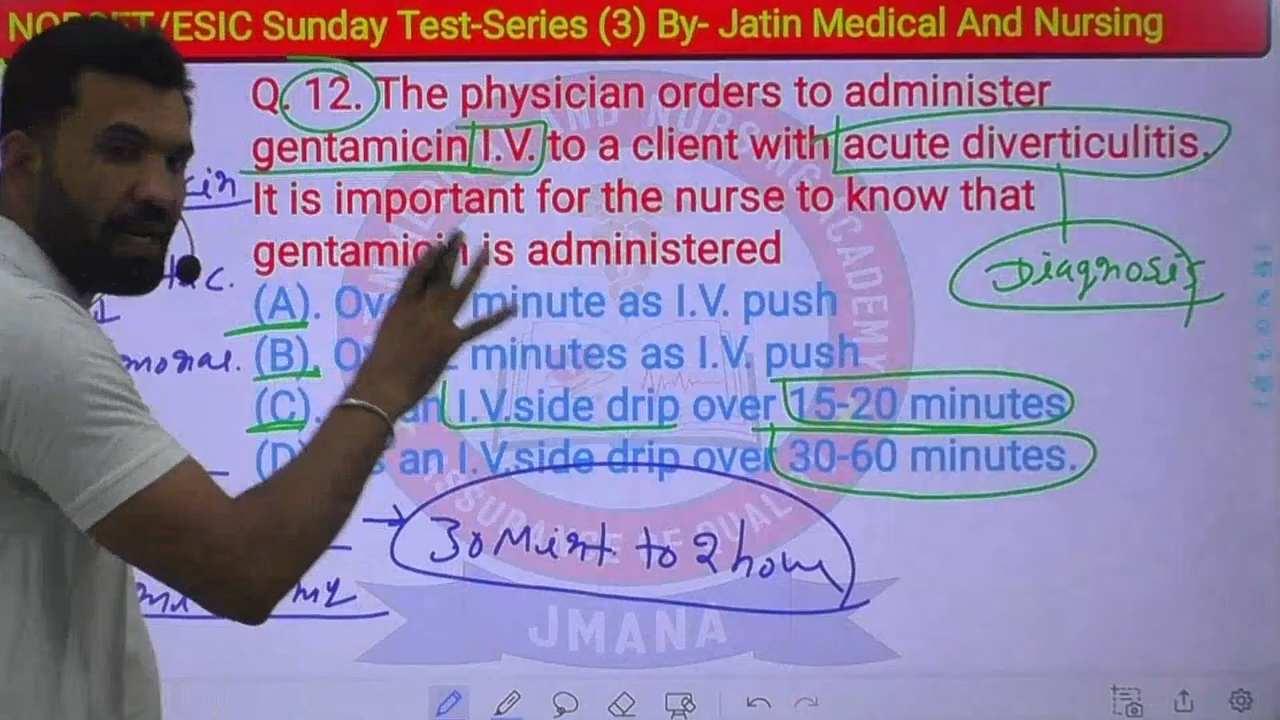 NORCET/ESIC Sunday Test-Series (3) By- Jatin Medical And Nursing
Q. 12. The physician orders to administer
gentamicin I.V. to a client with acute diverticulitis.
It is important for the nurse to know that
gentamicin is administered
Diagnosis
(A). minute as I.V. push
(B). minutes as I.V. push
(C). an I.V.side drip over 15-20 minutes
(D) an I.V.side drip over 30-60 minutes.
30 Mint to 2 hour
JMANA